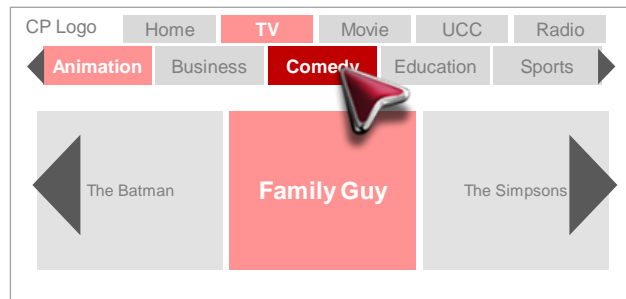 CP Logo Home TV Movie UCC Radio
Animation Business Comedy Education Sports
The Batman Family Guy The Simpsons